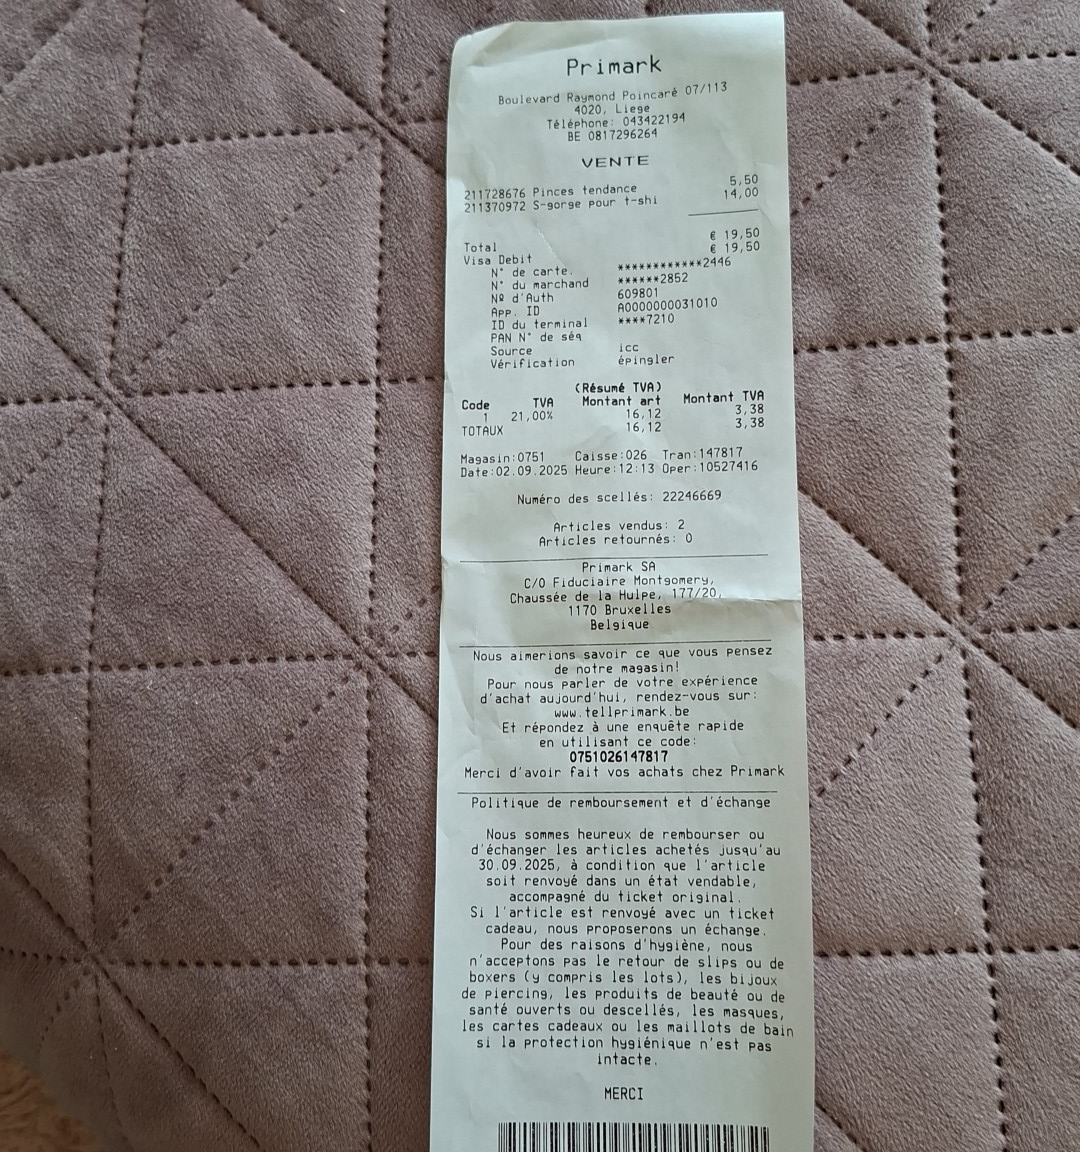 Primark
Boulevard Raymond Poincaré 07/113
4020, Liege
Téléphone: 043422194
BE 0817296264
VENTE
211728676 Pinces tendance 5,50
211370972 S-gorge pour t-shi 14,00
Total € 19,50
Visa Debit € 19,50
N° de carte. ************2446
N° du marchand ******2852
Nº d'Auth 609801
App. ID A0000000031010
ID du terminal ****7210
PAN N° de séq
Source icc
Vérification épingler
(Résumé TVA)
Code TVA Montant art Montant TVA
1 21,00% 16,12 3,38
TOTAUX 16,12 3,38
Magasin:0751 Caisse:026 Tran:147817
Date:02.09.2025 Heure:12:13 Oper:10527416
Numéro des scellés: 22246669
Articles vendus: 2
Articles retournés: 0
Primark SA
C/O Fiduciaire Montgomery,
Chaussée de la Hulpe, 177/20,
1170 Bruxelles
Belgique
Nous aimerions savoir ce que vous pensez
de notre magasin!
Pour nous parler de votre expérience
d'achat aujourd'hui, rendez-vous sur:
www.tellprimark.be
Et répondez à une enquête rapide
en utilisant ce code:
0751026147817
Merci d'avoir fait vos achats chez Primark
Politique de remboursement et d'échange
Nous sommes heureux de rembourser ou
d'échanger les articles achetés jusqu'au
30.09.2025, à condition que l'article
soit renvoyé dans un état vendable,
accompagné du ticket original.
Si l'article est renvoyé avec un ticket
cadeau, nous proposerons un échange.
Pour des raisons d'hygiène, nous
n'acceptons pas le retour de slips ou de
boxers (y compris les lots), les bijoux
de piercing, les produits de beauté ou de
santé ouverts ou descellés, les masques,
les cartes cadeaux ou les maillots de bain
si la protection hygiénique n'est pas
intacte.
MERCI